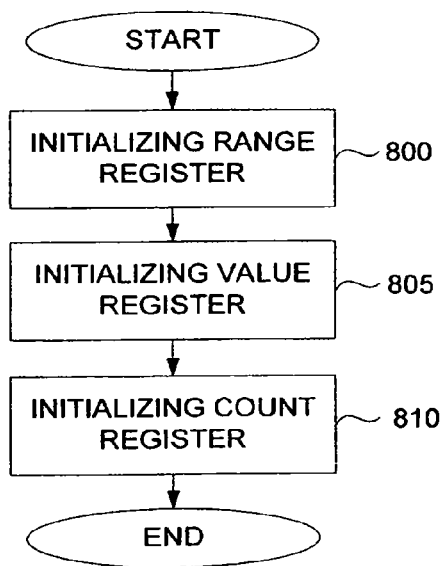 START
INITIALIZING RANGE
REGISTER
800
INITIALIZING VALUE
REGISTER
805
INITIALIZING COUNT
REGISTER
810
END